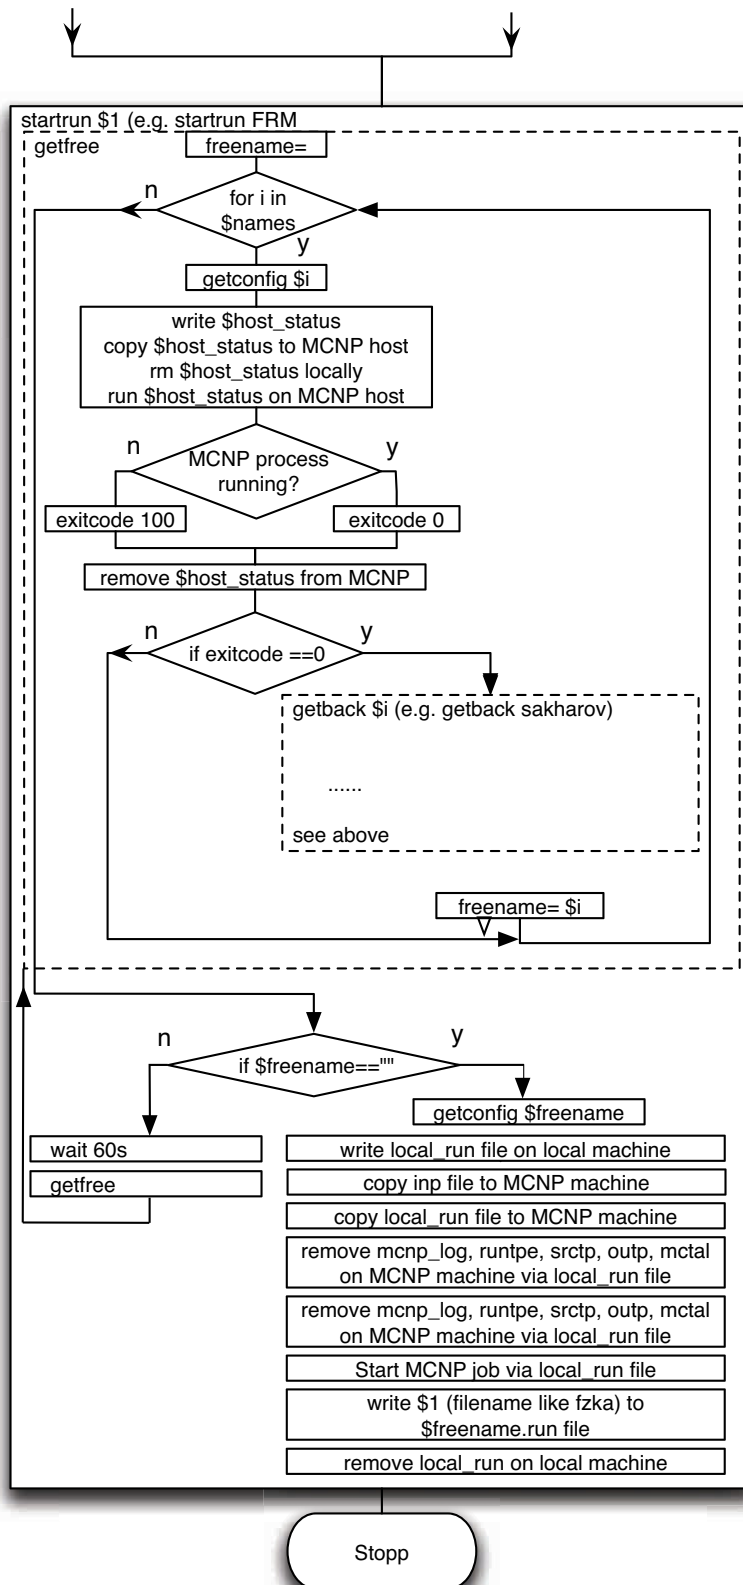 startrun $1 (e.g. startrun FRM
getfree
freename=
n
for i in
$names
y
getconfig $i
write $host_status
copy $host_status to MCNP host
rm $host_status locally
run $host_status on MCNP host
n
y
MCNP process
running?
exitcode 100
exitcode 0
remove $host_status from MCNP
n
y
if exitcode ==0
getback $i (e.g. getback sakharov)
......
see above
freename= $i
n
y
if $freename==""
getconfig $freename
wait 60s
getfree
write local_run file on local machine
copy inp file to MCNP machine
copy local_run file to MCNP machine
remove mcnp_log, runtpe, srctp, outp, mctal
on MCNP machine via local_run file
remove mcnp_log, runtpe, srctp, outp, mctal
on MCNP machine via local_run file
Start MCNP job via local_run file
write $1 (filename like fzka) to
$freename.run file
remove local_run on local machine
Stopp